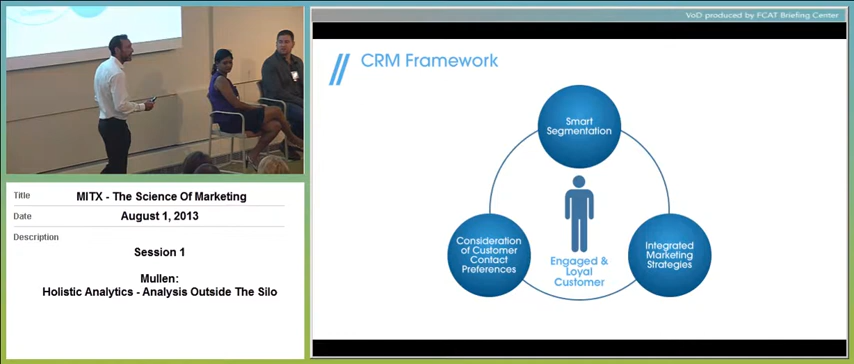 VoD produced by FCAT Briefing Center
CRM Framework
Smart
Segmentation
Consideration
of Customer
Contact
Preferences
Integrated
Marketing
Strategies
Engaged &
Loyal
Customer
Title MITX - The Science Of Marketing
Date August 1, 2013
Description
Session 1
Mullen:
Holistic Analytics - Analysis Outside The Silo